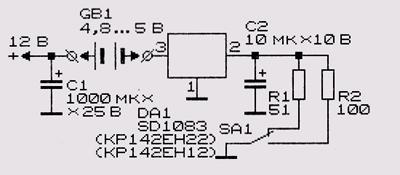 GB1
4,8...5 В
12 В
3
2
1
C2
10 МК×10 В
C1
1000 МК×
×25 В
DA1
SD1083
(КР142ЕН22)
(КР142ЕН12)
SA1
R1
51
R2
100